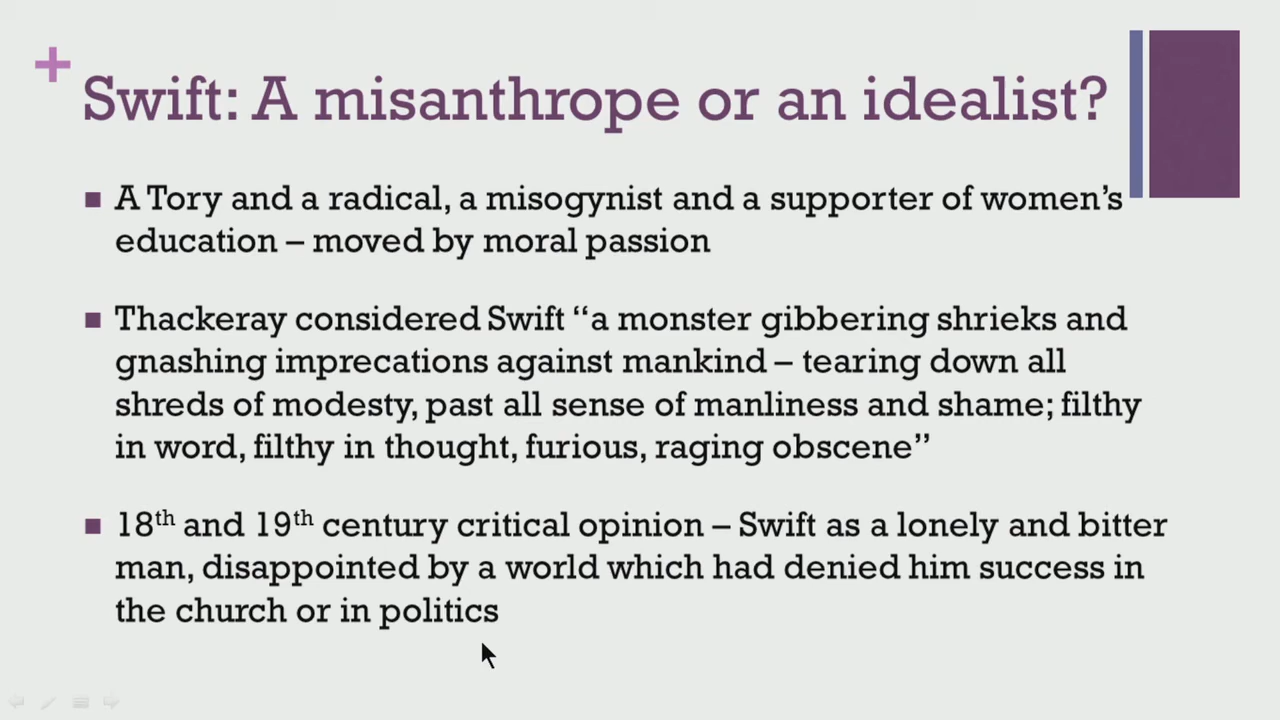 Swift: A misanthrope or an idealist?
A Tory and a radical, a misogynist and a supporter of women’s
education – moved by moral passion
Thackeray considered Swift “a monster gibbering shrieks and
gnashing imprecations against mankind – tearing down all
shreds of modesty, past all sense of manliness and shame; filthy
in word, filthy in thought, furious, raging obscene”
18th and 19th century critical opinion – Swift as a lonely and bitter
man, disappointed by a world which had denied him success in
the church or in politics